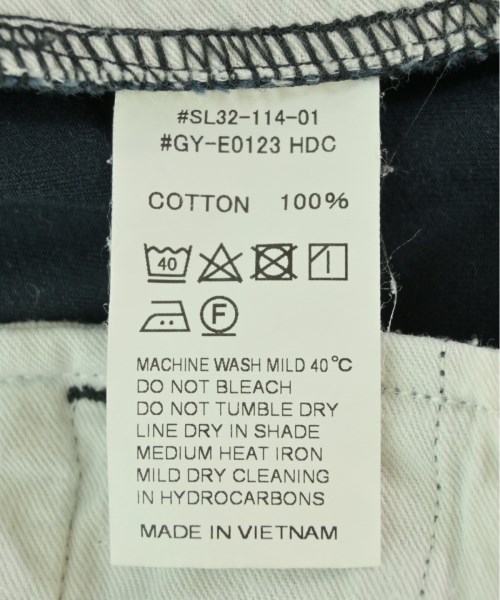 #SL32-114-01
#GY-E0123 HDC
COTTON 100%
40
F
MACHINE WASH MILD 40°C
DO NOT BLEACH
DO NOT TUMBLE DRY
LINE DRY IN SHADE
MEDIUM HEAT IRON
MILD DRY CLEANING
IN HYDROCARBONS
MADE IN VIETNAM